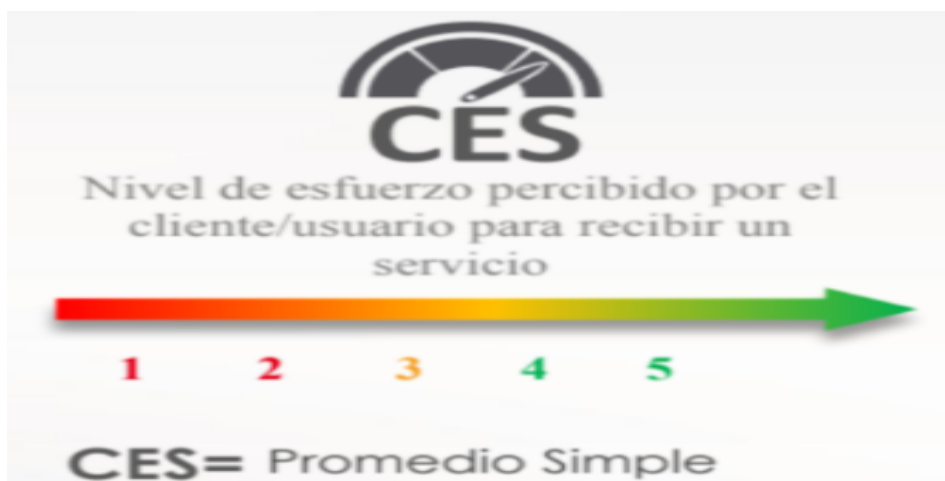 CES
Nivel de esfuerzo percibido por el
cliente/usuario para recibir un
servicio
1 2 3 4 5
CES= Promedio Simple